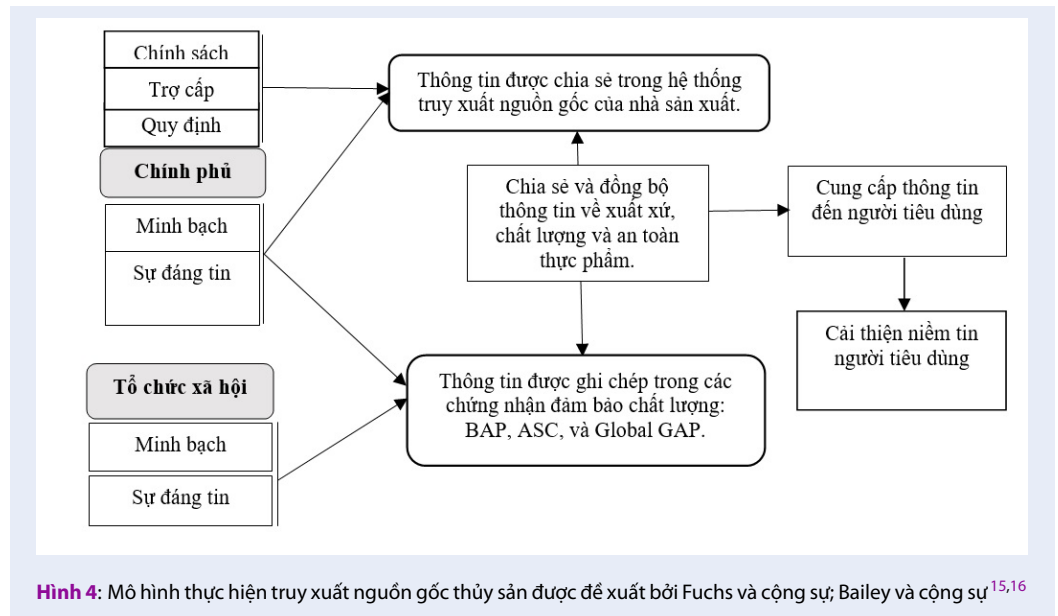 Chính sách
Trợ cấp
Quy định
Chính phủ
Minh bạch
Sự đáng tin
Tổ chức xã hội
Minh bạch
Sự đáng tin
Thông tin được chia sẻ trong hệ thống
truy xuất nguồn gốc của nhà sản xuất.
Chia sẻ và đồng bộ
thông tin về xuất xứ,
chất lượng và an toàn
thực phẩm.
Thông tin được ghi chép trong các
chứng nhận đảm bảo chất lượng:
BAP, ASC, và Global GAP.
Cung cấp thông tin
đến người tiêu dùng
Cải thiện niềm tin
người tiêu dùng
Hình 4: Mô hình thực hiện truy xuất nguồn gốc thủy sản được đề xuất bởi Fuchs và cộng sự; Bailey và cộng sự 15,16